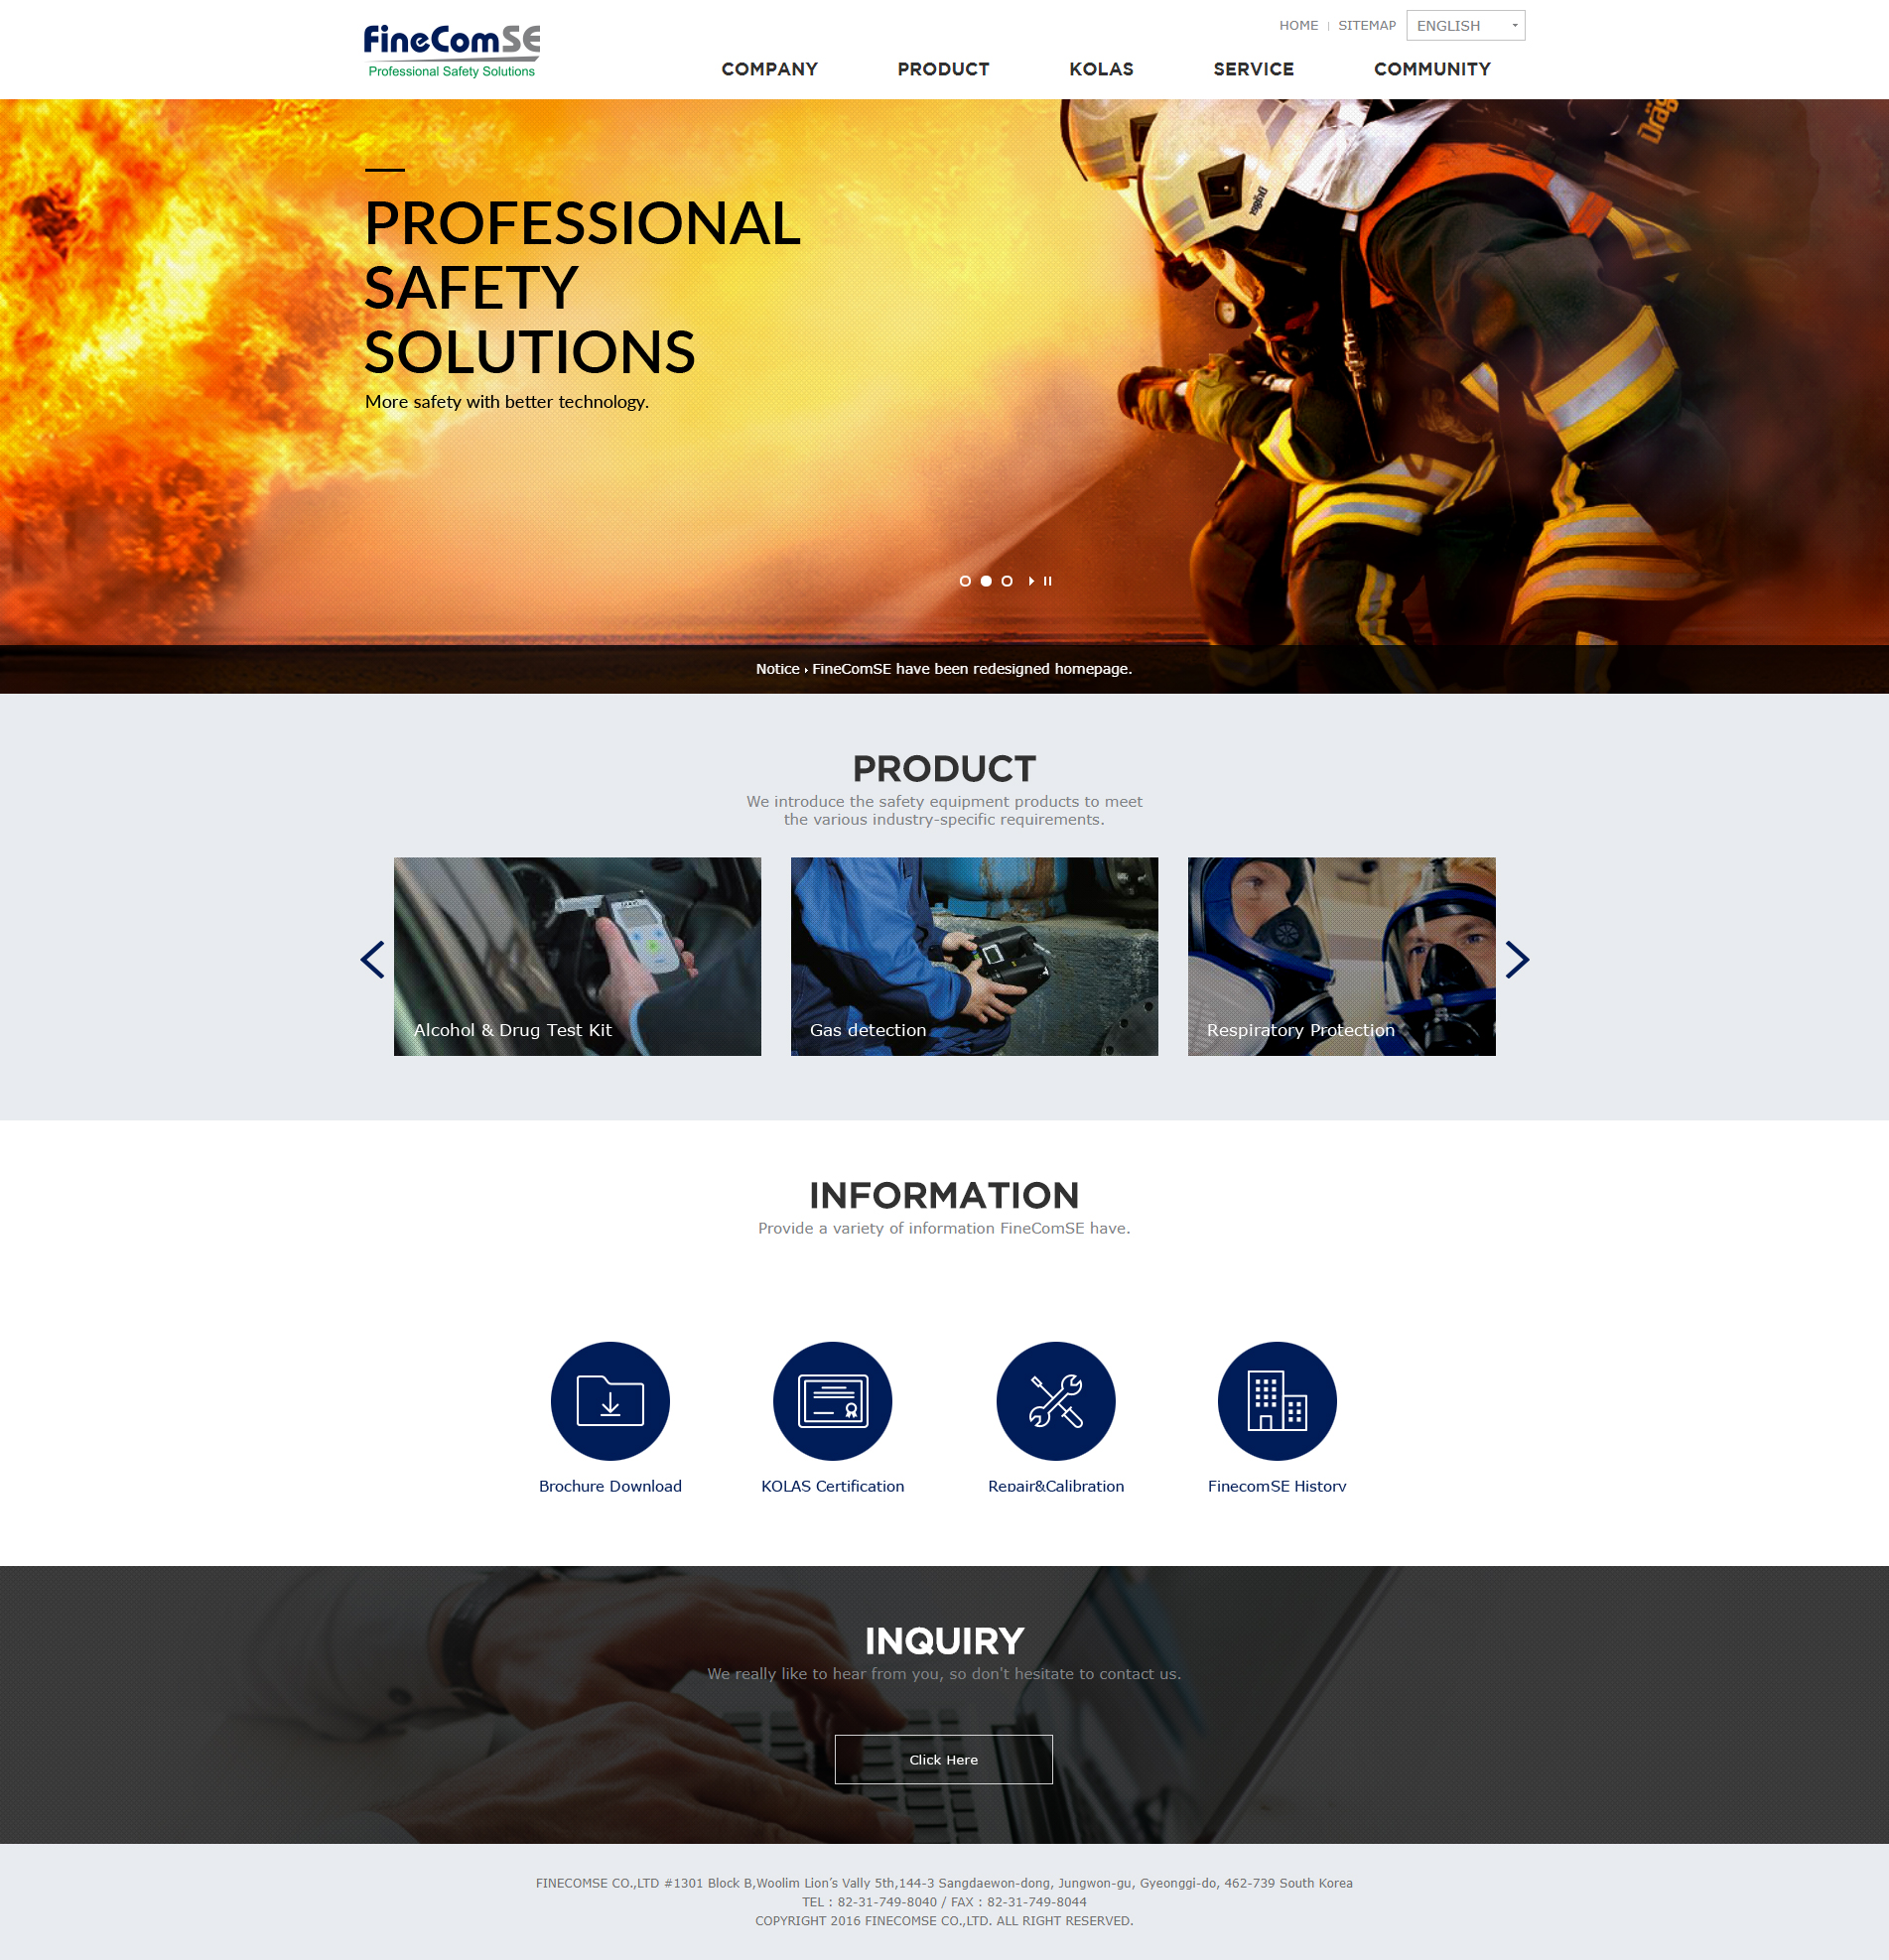 FineComSE
Professional Safety Solutions
HOME
SITEMAP
ENGLISH
COMPANY
PRODUCT
KOLAS
SERVICE
COMMUNITY
Dräg
Dräger
PROFESSIONAL
SAFETY
SOLUTIONS
More safety with better technology.
Notice
FineComSE have been redesigned homepage.
PRODUCT
We introduce the safety equipment products to meet
the various industry-specific requirements.
Alcohol & Drug Test Kit
Gas detection
Respiratory Protection
INFORMATION
Provide a variety of information FineComSE have.
Brochure Download
KOLAS Certification
Repair&Calibration
FinecomSE History
INQUIRY
We really like to hear from you, so don't hesitate to contact us.
Click Here
FINECOMSE CO.,LTD #1301 Block B,Woolim Lion’s Vally 5th,144-3 Sangdaewon-dong, Jungwon-gu, Gyeonggi-do, 462-739 South Korea
TEL : 82-31-749-8040 / FAX : 82-31-749-8044
COPYRIGHT 2016 FINECOMSE CO.,LTD. ALL RIGHT RESERVED.